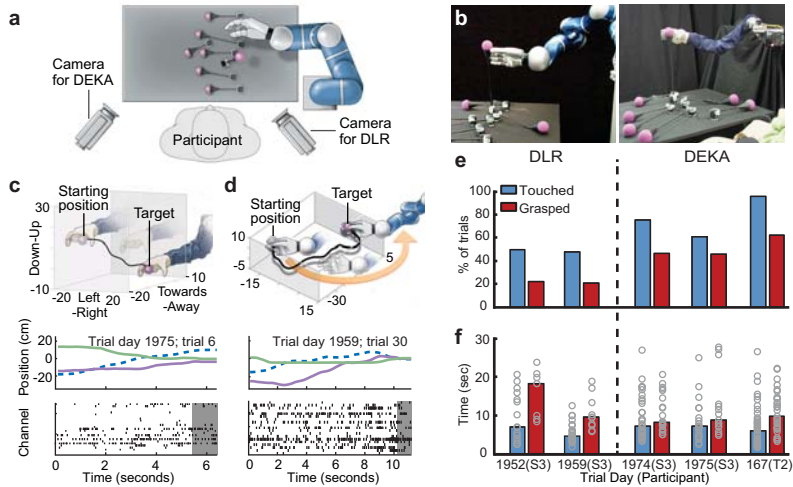 a
Camera
for DEKA
Participant
Camera
for DLR
b
c
Starting
position
Target
30
Down-Up
-10
-20
Left
-Right
20
-20
10
Towards
-Away
d
Starting
position
Target
10
-5
-15
15
-30
5
DLR
DEKA
e
Touched
Grasped
% of trials
100
80
60
40
20
0
Trial day 1975; trial 6
Position (cm)
20
0
-20
Trial day 1959; trial 30
Channel
0 2 4 6
Time (seconds)
0 2 4 6 8 10
Time (seconds)
f
Time (sec)
30
20
10
0
1952(S3) 1959(S3) 1974(S3) 1975(S3) 167(T2)
Trial Day (Participant)